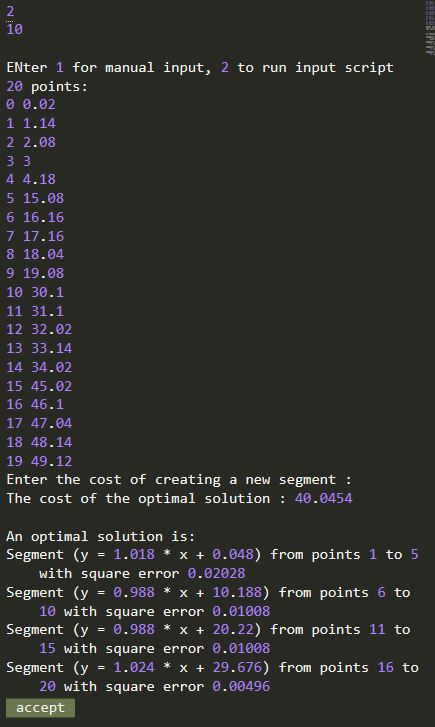 2
10
ENter 1 for manual input, 2 to run input script
20 points:
0 0.02
1 1.14
2 2.08
3 3
4 4.18
5 15.08
6 16.16
7 17.16
8 18.04
9 19.08
10 30.1
11 31.1
12 32.02
13 33.14
14 34.02
15 45.02
16 46.1
17 47.04
18 48.14
19 49.12
Enter the cost of creating a new segment :
The cost of the optimal solution : 40.0454
An optimal solution is:
Segment (y = 1.018 * x + 0.048) from points 1 to 5
with square error 0.02028
Segment (y = 0.988 * x + 10.188) from points 6 to
10 with square error 0.01008
Segment (y = 0.988 * x + 20.22) from points 11 to
15 with square error 0.01008
Segment (y = 1.024 * x + 29.676) from points 16 to
20 with square error 0.00496
accept